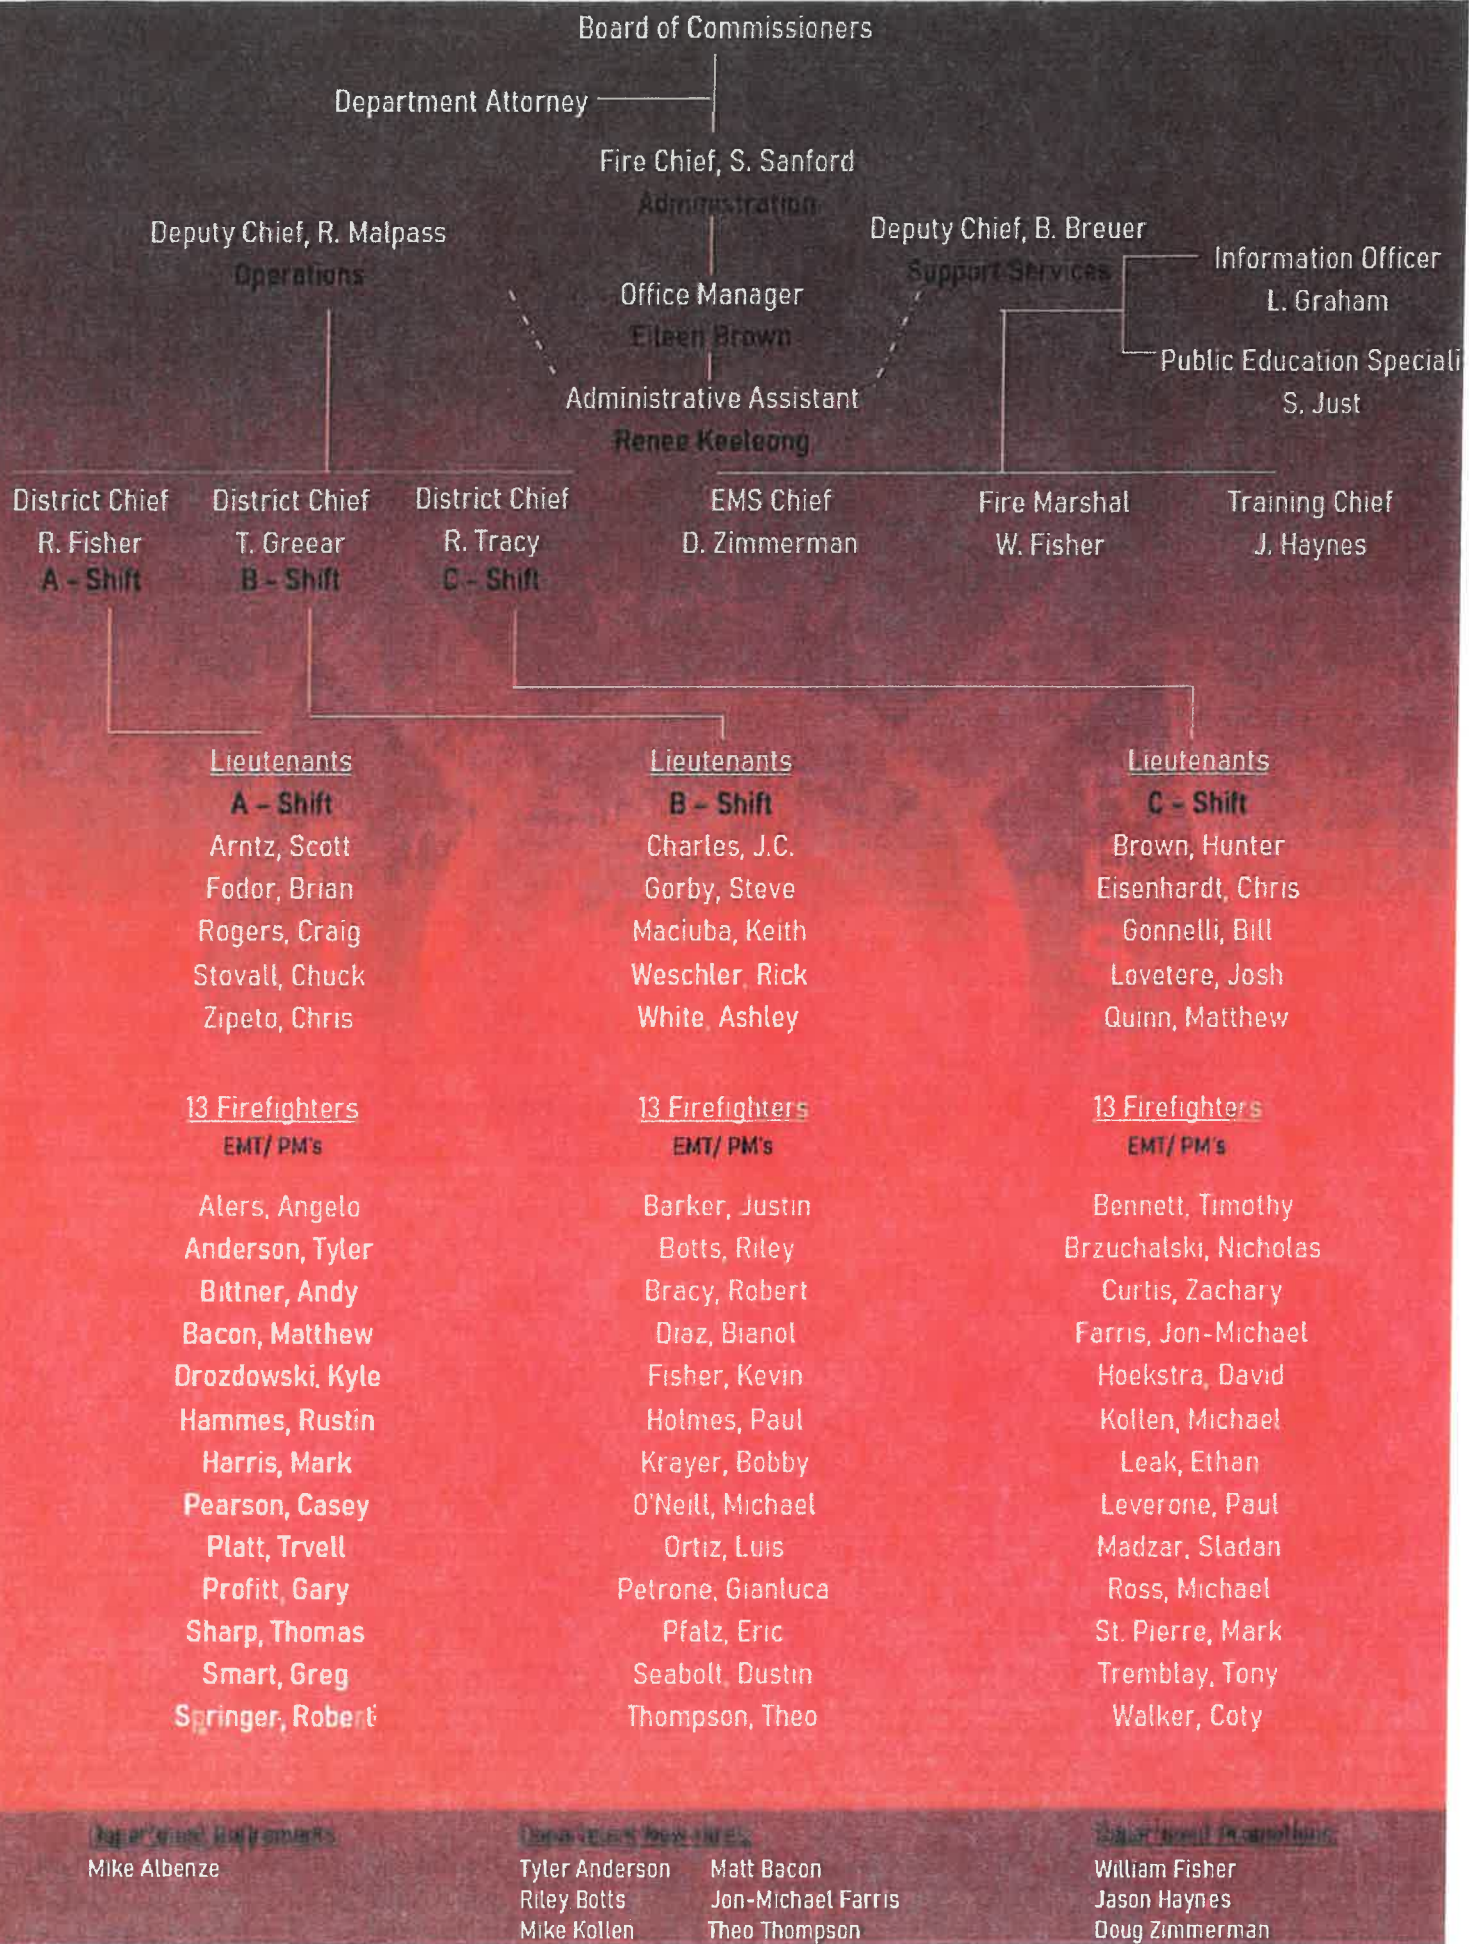 Board of Commissioners
Department Attorney
Fire Chief, S. Sanford
Administration
Deputy Chief, R. Malpass
Operations
Deputy Chief, B. Breuer
Support Services
Information Officer
L. Graham
Public Education Speciali
S. Just
Office Manager
Eileen Brown
Administrative Assistant
Renee Keeleong
District Chief
R. Fisher
A - Shift
District Chief
T. Greear
B - Shift
District Chief
R. Tracy
C - Shift
EMS Chief
D. Zimmerman
Fire Marshal
W. Fisher
Training Chief
J. Haynes
Lieutenants
A - Shift
Arntz, Scott
Fodor, Brian
Rogers, Craig
Stovall, Chuck
Zipeto, Chris
Lieutenants
B - Shift
Charles, J.C.
Gorby, Steve
Maciuba, Keith
Weschler, Rick
White, Ashley
Lieutenants
C - Shift
Brown, Hunter
Eisenhardt, Chris
Gonnelli, Bill
Lovetere, Josh
Quinn, Matthew
13 Firefighters
EMT/ PM's
Alers, Angelo
Anderson, Tyler
Bittner, Andy
Bacon, Matthew
Drozdowski, Kyle
Hammes, Rustin
Harris, Mark
Pearson, Casey
Platt, Trvell
Profitt, Gary
Sharp, Thomas
Smart, Greg
Springer, Robert
13 Firefighters
EMT/ PM's
Barker, Justin
Botts, Riley
Bracy, Robert
Diaz, Bianol
Fisher, Kevin
Holmes, Paul
Krayer, Bobby
O'Neill, Michael
Ortiz, Luis
Petrone, Gianluca
Pfalz, Eric
Seabolt, Dustin
Thompson, Theo
13 Firefighters
EMT/ PM's
Bennett, Timothy
Brzuchalski, Nicholas
Curtis, Zachary
Farris, Jon-Michael
Hoekstra, David
Kollen, Michael
Leak, Ethan
Leverone, Paul
Madzar, Sladan
Ross, Michael
St. Pierre, Mark
Tremblay, Tony
Walker, Coty
Department Retirements
Mike Albenze
Department New Hires
Tyler Anderson
Riley Botts
Mike Kollen
Matt Bacon
Jon-Michael Farris
Theo Thompson
Department Promotions
William Fisher
Jason Haynes
Doug Zimmerman